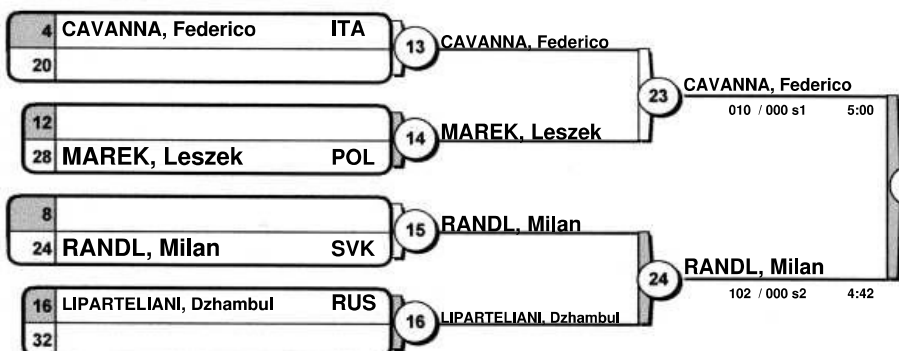 4 CAVANNA, Federico ITA
20
13 CAVANNA, Federico
12
28 MAREK, Leszek POL
14 MAREK, Leszek
23 CAVANNA, Federico
010 / 000 s1 5:00
8
24 RANDL, Milan SVK
15 RANDL, Milan
16 LIPARTELIANI, Dzhambul RUS
32
16 LIPARTELIANI, Dzhambul
24 RANDL, Milan
102 / 000 s2 4:42